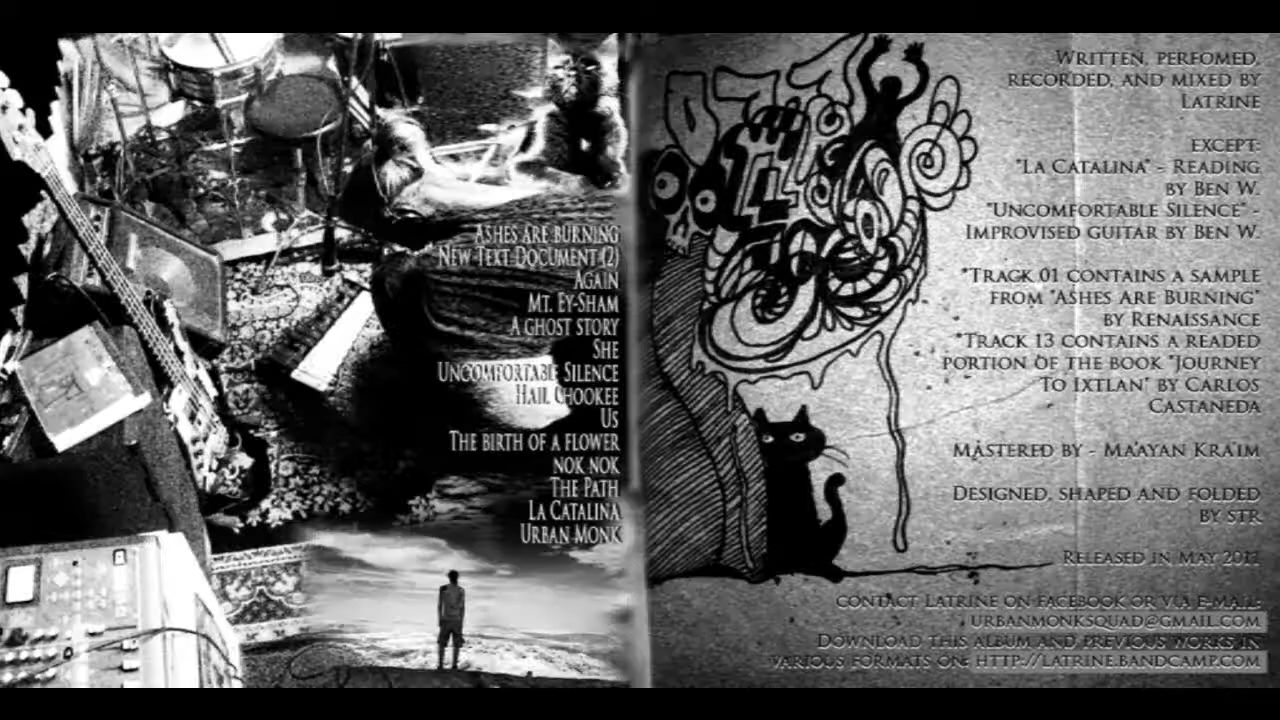 Ashes are burning
New Text Document (2)
Again
Mt. Ey-Sham
A ghost story
She
Uncomfortable Silence
Hail Chookee
Us
The birth of a flower
nok nok
The Path
La Catalina
Urban Monk
Written, perfomed,
recorded, and mixed by
Latrine
except:
"La Catalina" - Reading
by Ben W.
"Uncomfortable Silence" -
Improvised guitar by Ben W.
*Track 01 contains a sample
from "Ashes Are Burning"
by Renaissance
*Track 13 contains a readed
portion of the book "Journey
To Ixtlan" by Carlos
Castaneda
Mastered by - Ma'ayan Kra'im
Designed, shaped and folded
by STR
Released in May 2011
contact Latrine on facebook or via e-mail:
urbanmonksquad@gmail.com
Download this album and previous works in
various formats on: http://latrine.bandcamp.com